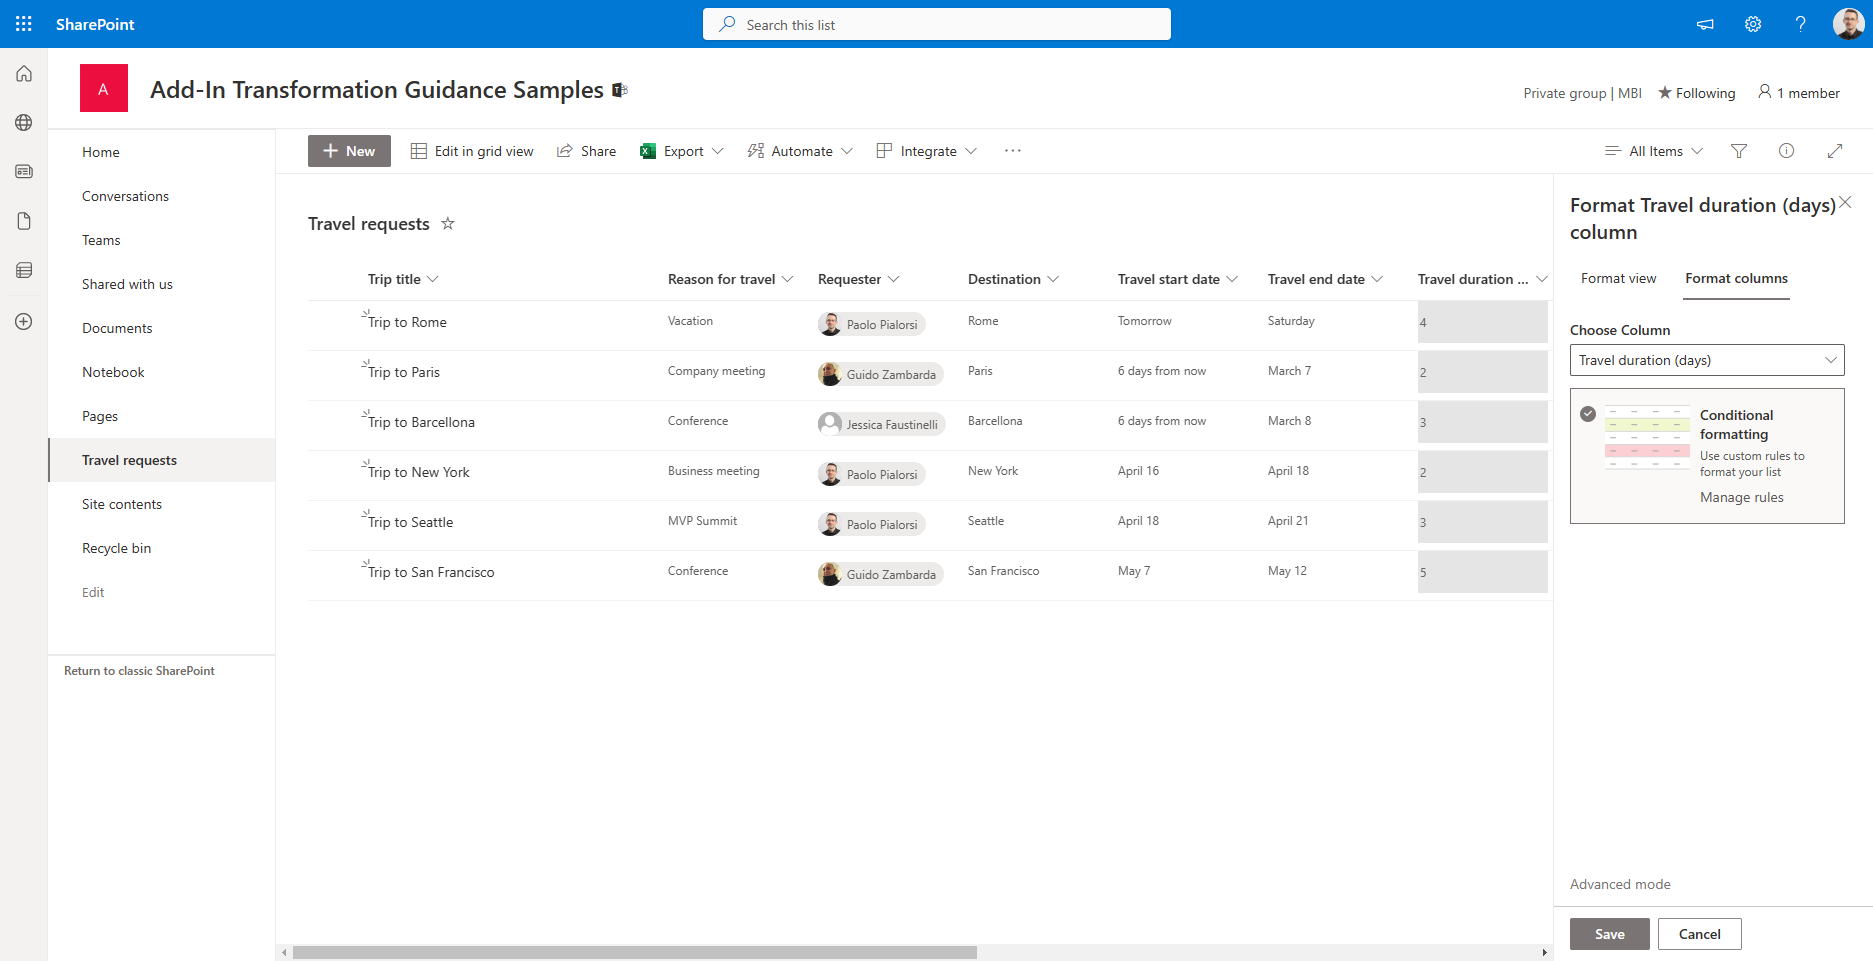 SharePoint
Search this list
A
Add-In Transformation Guidance Samples
Private group | MBI
Following
1 member
Home
Conversations
Teams
Shared with us
Documents
Notebook
Pages
Travel requests
Site contents
Recycle bin
Edit
Return to classic SharePoint
New
Edit in grid view
Share
Export
Automate
Integrate
All Items
Travel requests
Trip title Reason for travel Requester Destination Travel start date Travel end date Travel duration ...
Trip to Rome Vacation Paolo Pialorsi Rome Tomorrow Saturday 4
Trip to Paris Company meeting Guido Zambarda Paris 6 days from now March 7 2
Trip to Barcellona Conference Jessica Faustinelli Barcellona 6 days from now March 8 3
Trip to New York Business meeting Paolo Pialorsi New York April 16 April 18 2
Trip to Seattle MVP Summit Paolo Pialorsi Seattle April 18 April 21 3
Trip to San Francisco Conference Guido Zambarda San Francisco May 7 May 12 5
Format Travel duration (days)
column
Format view
Format columns
Choose Column
Travel duration (days)
Conditional
formatting
Use custom rules to
format your list
Manage rules
Advanced mode
Save
Cancel